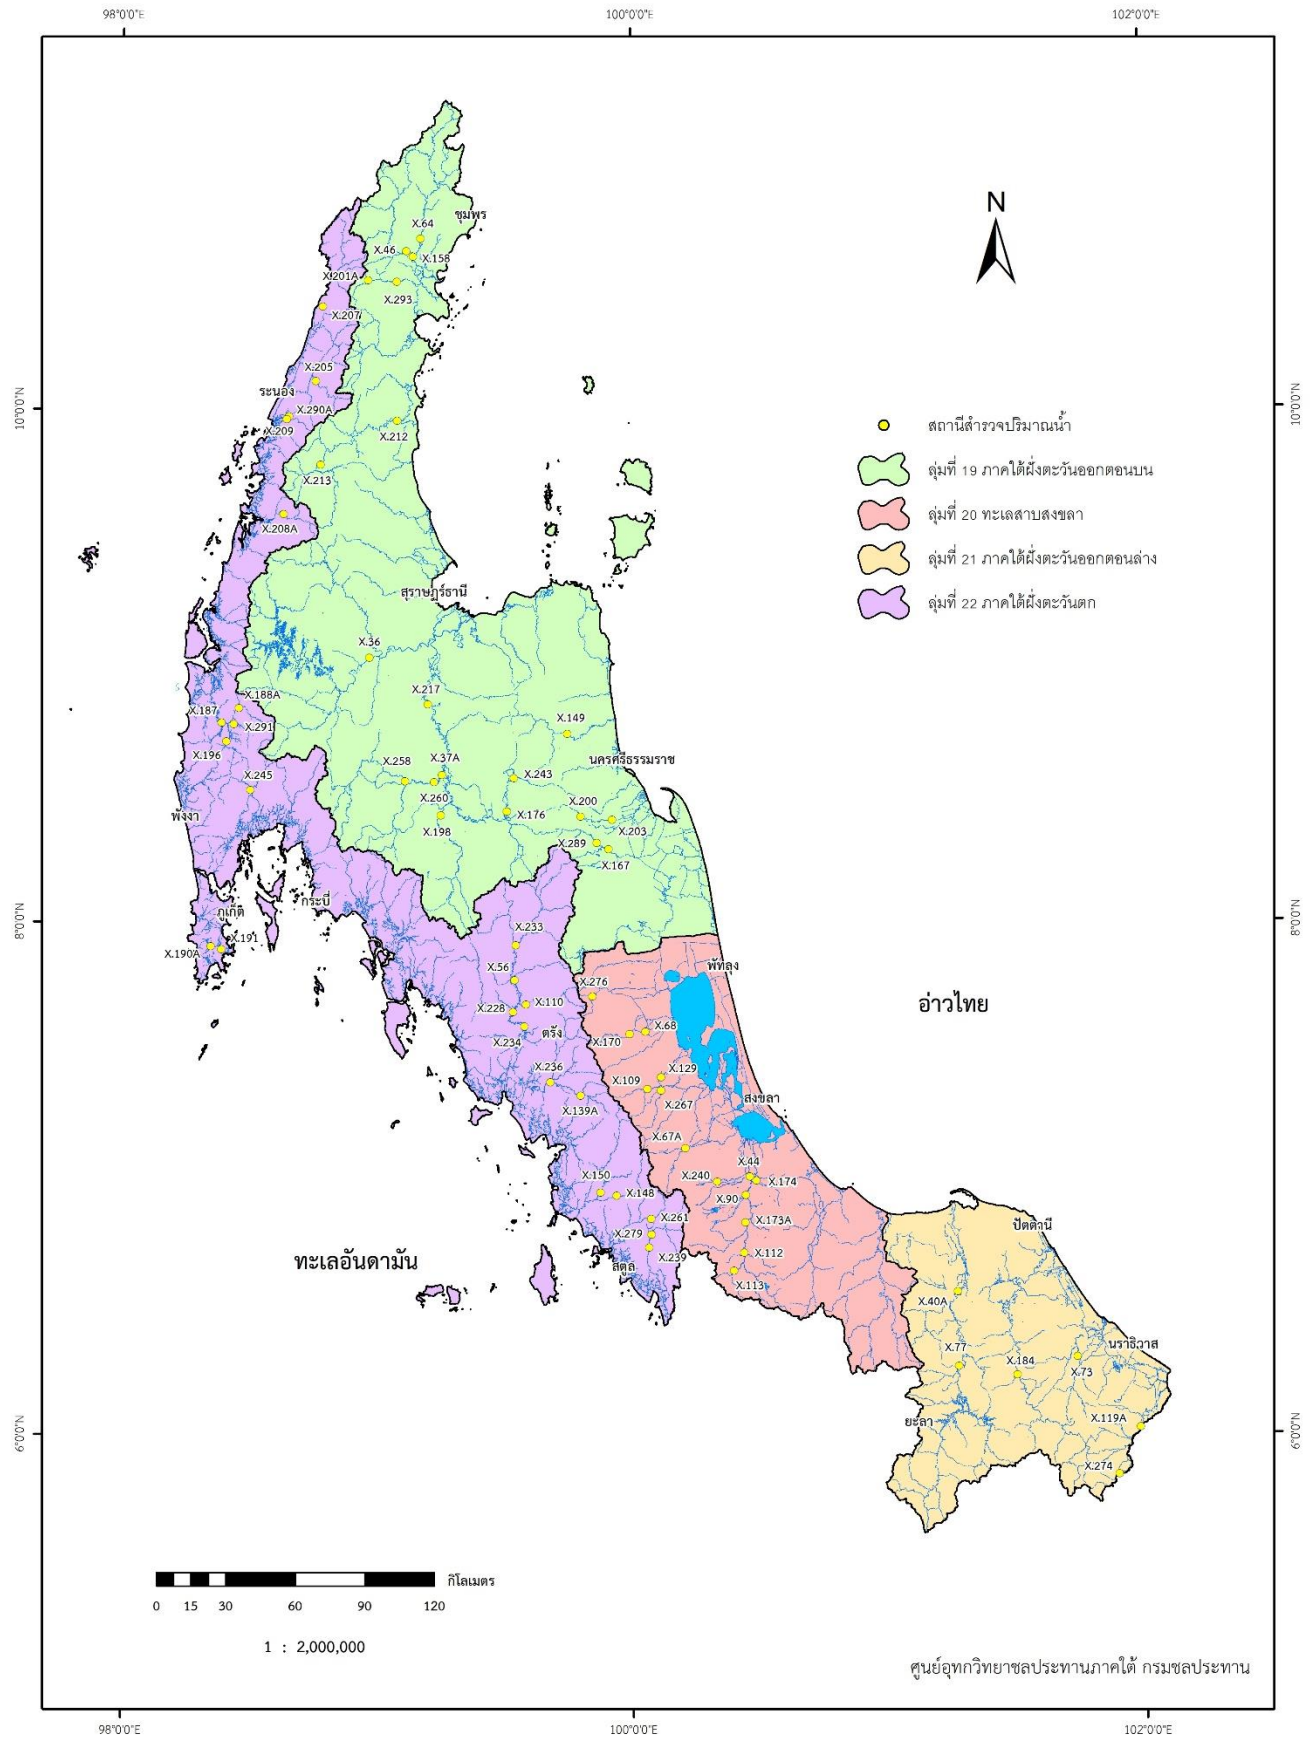 98°0'0"E 100°0'0"E 102°0'0"E
N
ชุมพร
X.64
X.46
X.158
X.201A
X.293
X.207
X.205
ระนอง
X.290A
X.209
X.212
10°0'0"N 10°0'0"N
สถานีสำรวจปริมาณน้ำ
ลุ่มที่ 19 ภาคใต้ฝั่งตะวันออกตอนบน
X.213
ลุ่มที่ 20 ทะเลสาบสงขลา
X.208A
ลุ่มที่ 21 ภาคใต้ฝั่งตะวันออกตอนล่าง
สุราษฎร์ธานี
ลุ่มที่ 22 ภาคใต้ฝั่งตะวันตก
X.36
X.217
X.188A
X.187
X.291
X.149
X.196
นครศรีธรรมราช
X.258
X.37A
X.243
X.245
X.260
พังงา
X.176
X.200
X.198
X.203
X.289
X.167
กระบี่
ภูเก็ต
8°0'0"N 8°0'0"N
X.233
X.191
X.190A
พัทลุง
X.56
X.276
อ่าวไทย
X.110
X.228
X.68
ตรัง
X.170
X.234
X.236
X.129
X.109
สงขลา
X.267
X.139A
X.67A
X.44
X.150
X.240
X.174
X.148
X.90
X.261
X.173A
ปัตตานี
X.279
X.112
X.239
ทะเลอันดามัน
สตูล
X.113
X.40A
นราธิวาส
X.77
X.184
X.73
ยะลา
X.119A
6°0'0"N 6°0'0"N
X.274
กิโลเมตร
0 15 30 60 90 120
1 : 2,000,000
ศูนย์อุทกวิทยาชลประทานภาคใต้ กรมชลประทาน
98°0'0"E 100°0'0"E 102°0'0"E